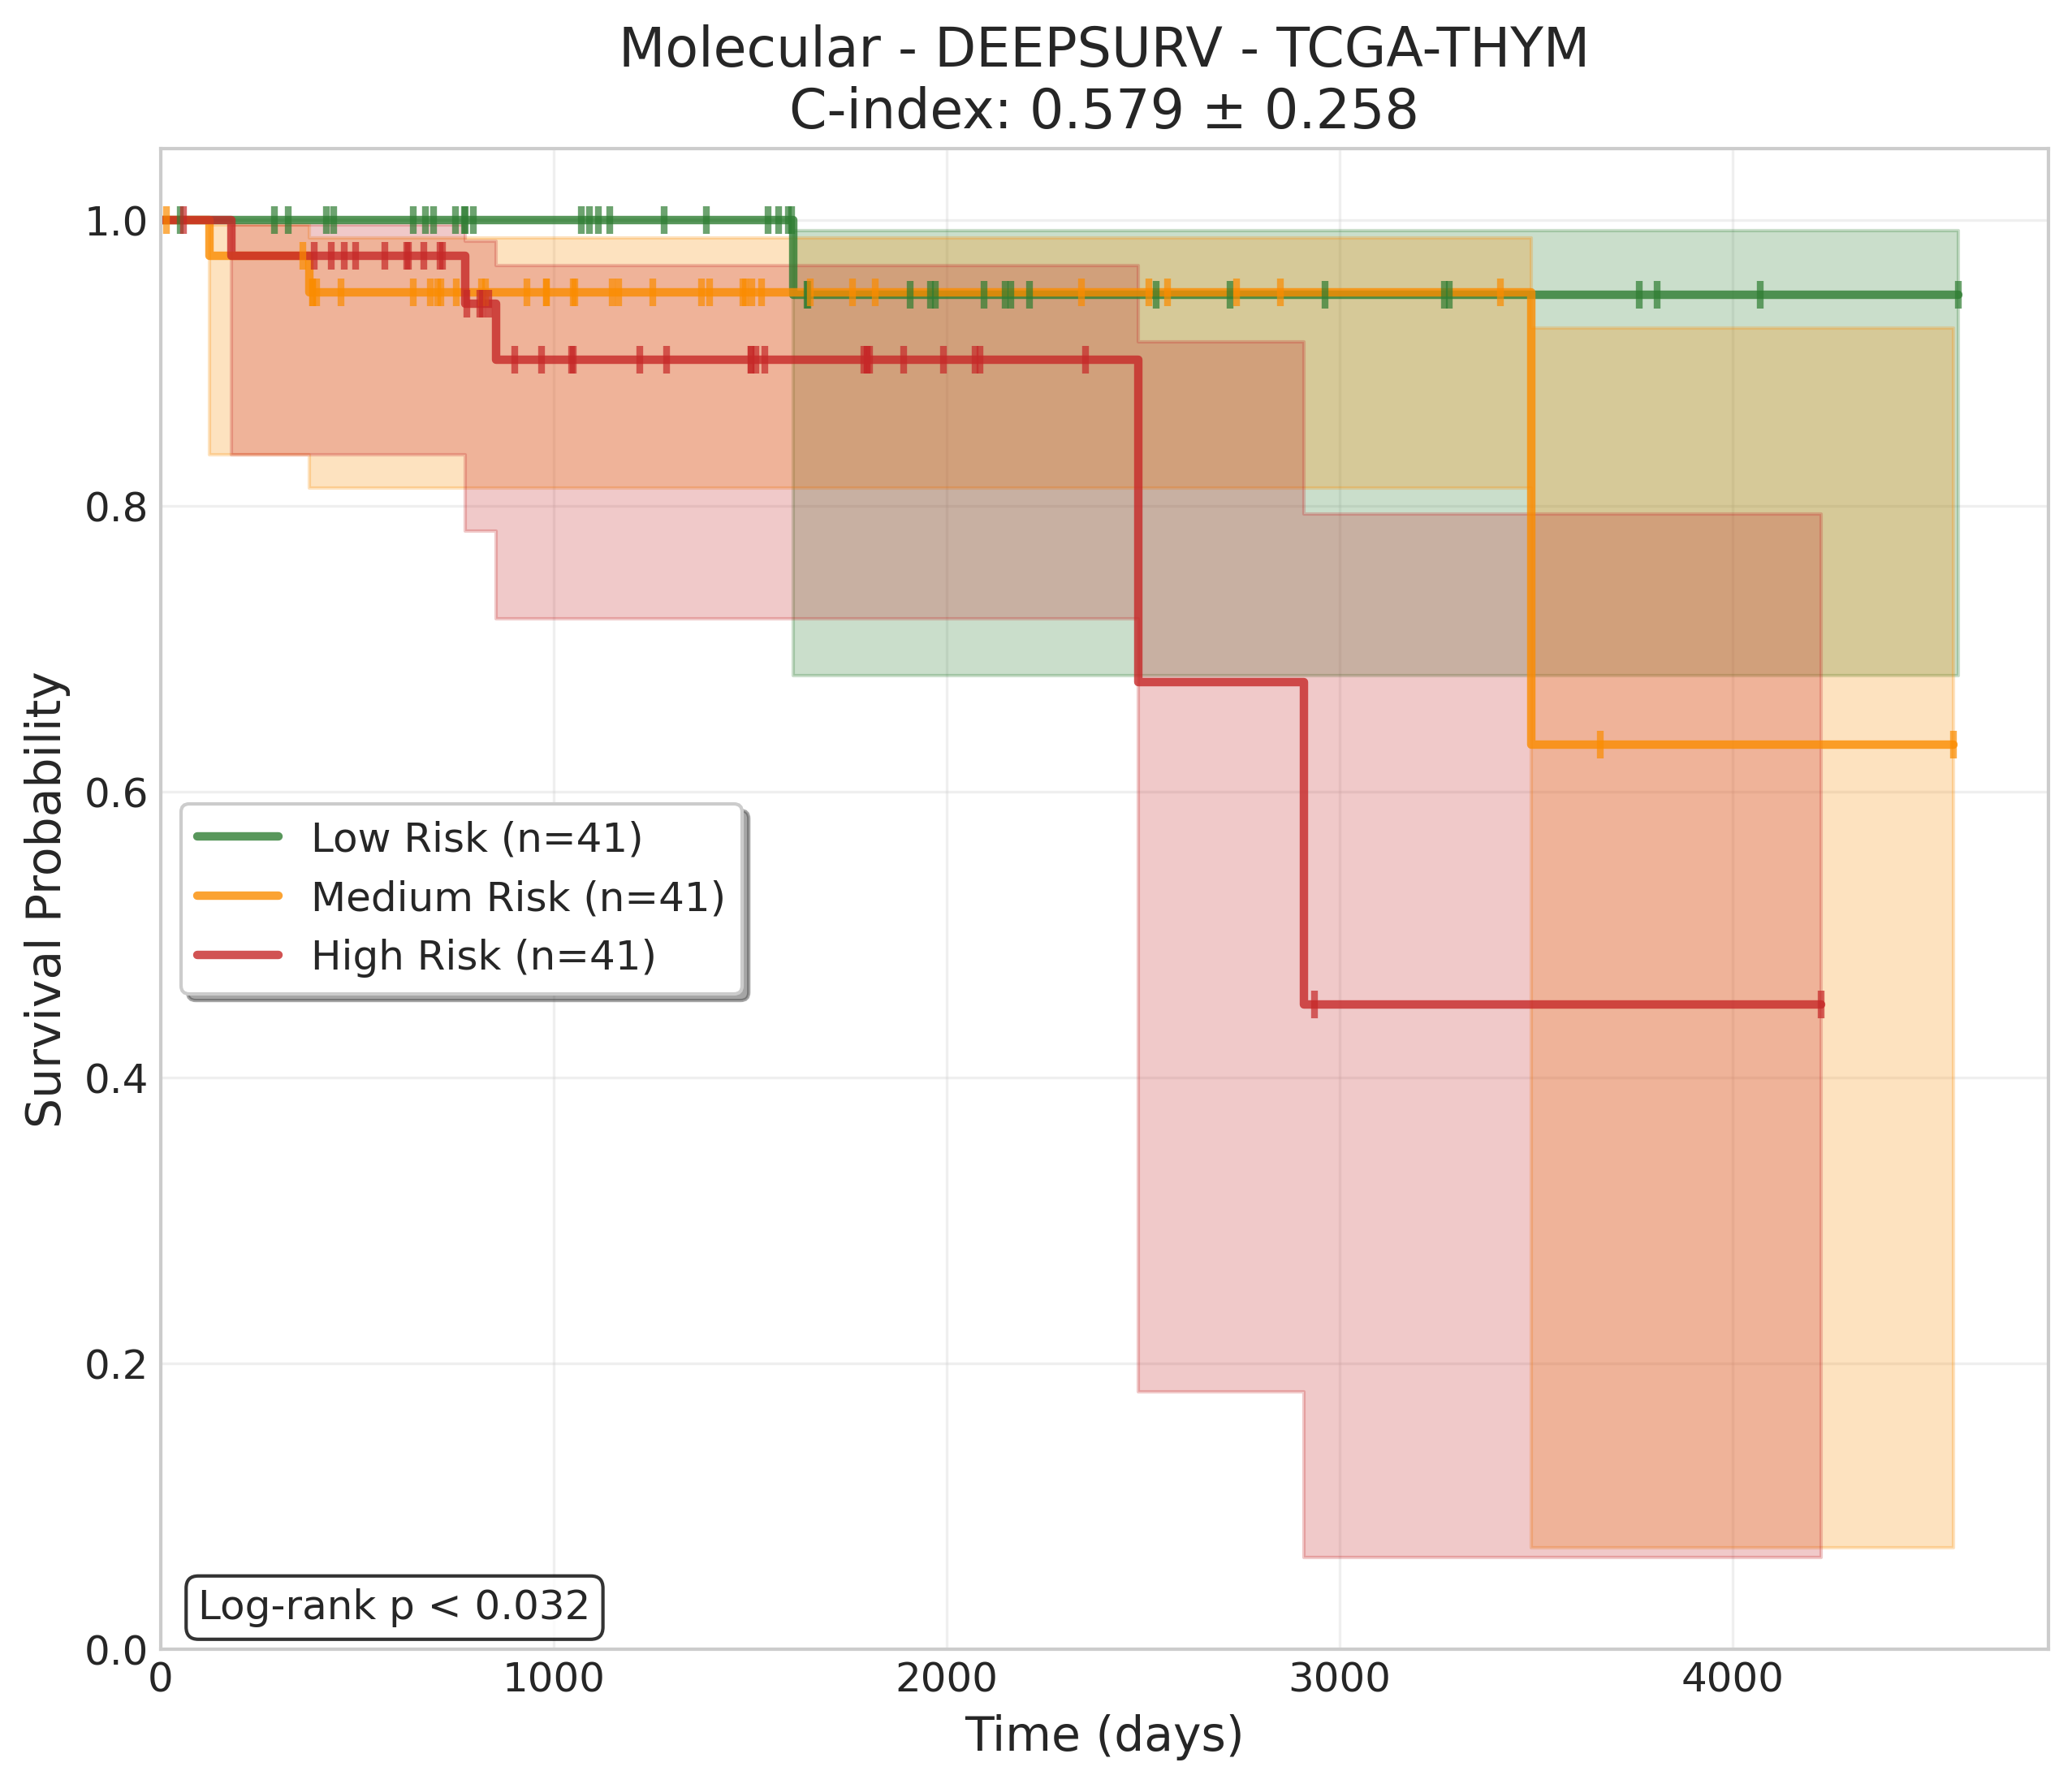 Molecular - DEEPSURV - TCGA-THYM
C-index: 0.579 ± 0.258
Survival Probability
1.0
0.8
0.6
0.4
0.2
0.0
Low Risk (n=41)
Medium Risk (n=41)
High Risk (n=41)
Log-rank p < 0.032
0 1000 2000 3000 4000
Time (days)